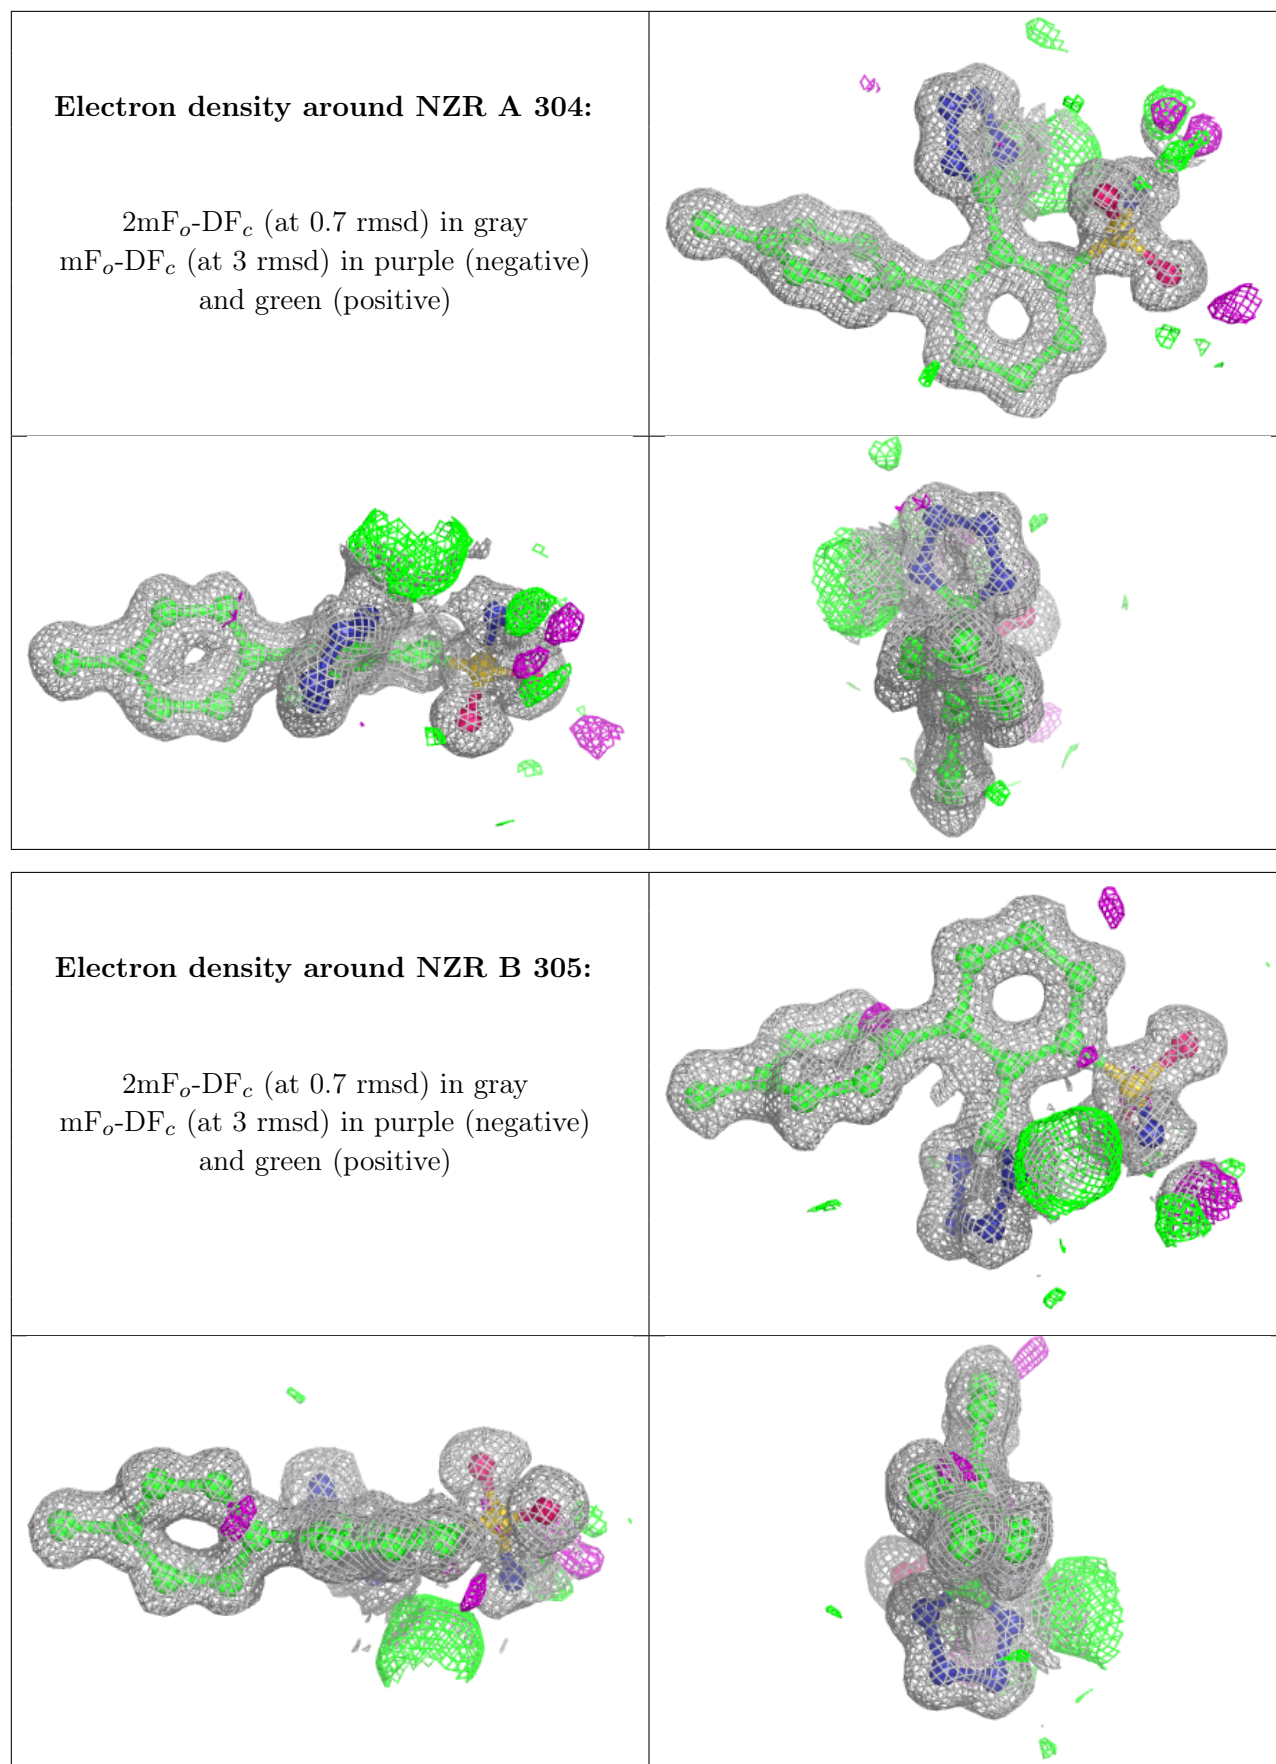 Electron density around NZR A 304:
2mFo-DFc (at 0.7 rmsd) in gray
mFo-DFc (at 3 rmsd) in purple (negative)
and green (positive)
Electron density around NZR B 305:
2mFo-DFc (at 0.7 rmsd) in gray
mFo-DFc (at 3 rmsd) in purple (negative)
and green (positive)